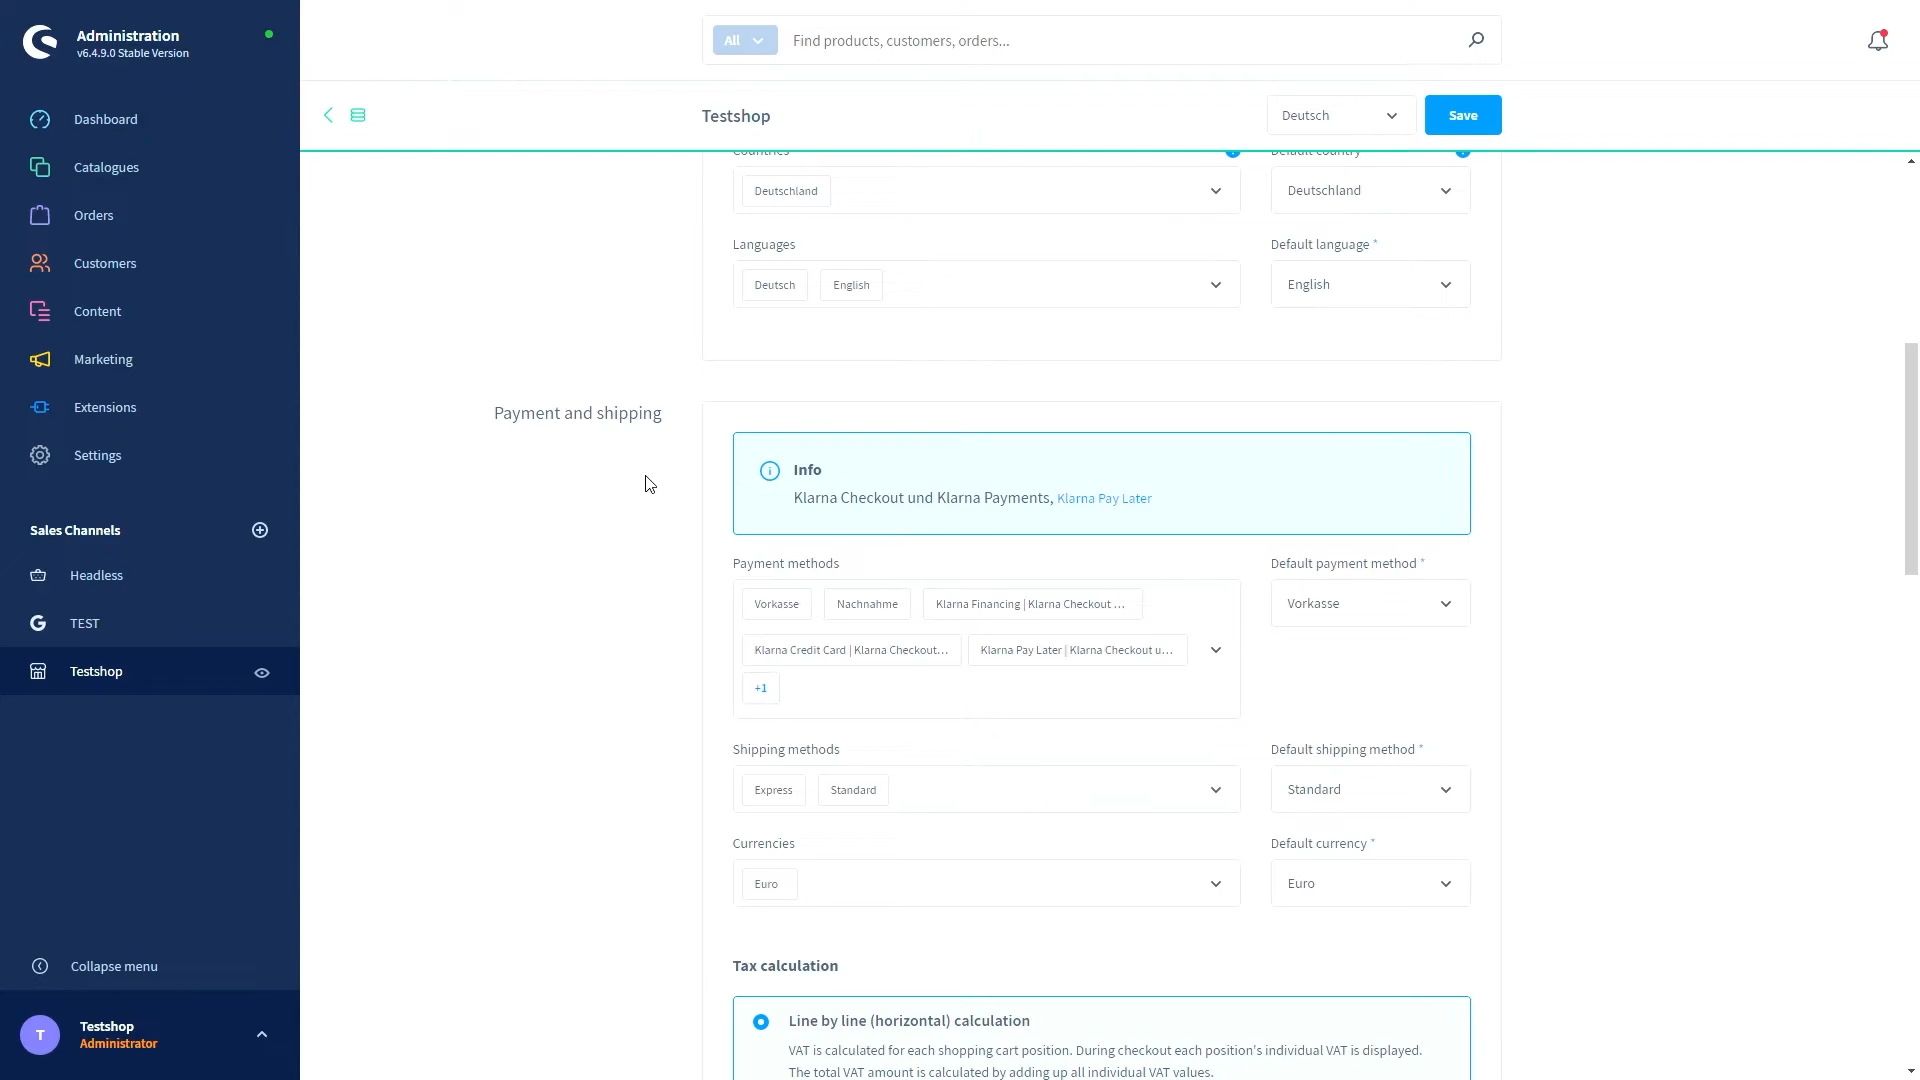 Administration
v6.4.9.0 Stable Version
Dashboard
Catalogues
Orders
Customers
Content
Marketing
Extensions
Settings
Sales Channels
Headless
TEST
Testshop
Collapse menu
T
Testshop
Administrator
All
Find products, customers, orders...
Testshop
Deutsch
Save
Countries
Default country
Deutschland
Deutschland
Languages
Default language *
Deutsch
English
English
Payment and shipping
Info
Klarna Checkout und Klarna Payments, Klarna Pay Later
Payment methods
Default payment method *
Vorkasse
Nachnahme
Klarna Financing | Klarna Checkout ...
Vorkasse
Klarna Credit Card | Klarna Checkout...
Klarna Pay Later | Klarna Checkout u...
+1
Shipping methods
Default shipping method *
Express
Standard
Standard
Currencies
Default currency *
Euro
Euro
Tax calculation
Line by line (horizontal) calculation
VAT is calculated for each shopping cart position. During checkout each position's individual VAT is displayed.
The total VAT amount is calculated by adding up all individual VAT values.